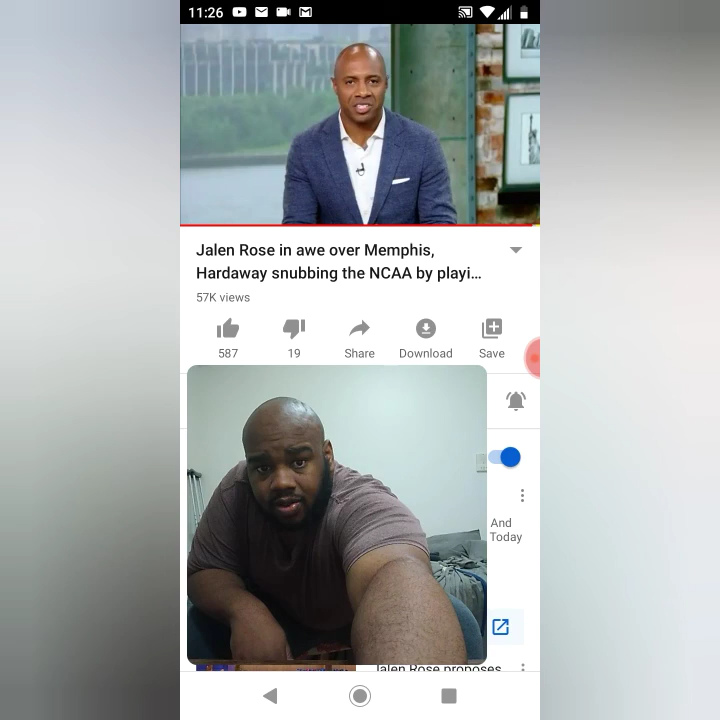 11:26
Jalen Rose in awe over Memphis,
Hardaway snubbing the NCAA by playi...
57K views
587
19
Share
Download
Save
And
Today
Jalen Rose proposes